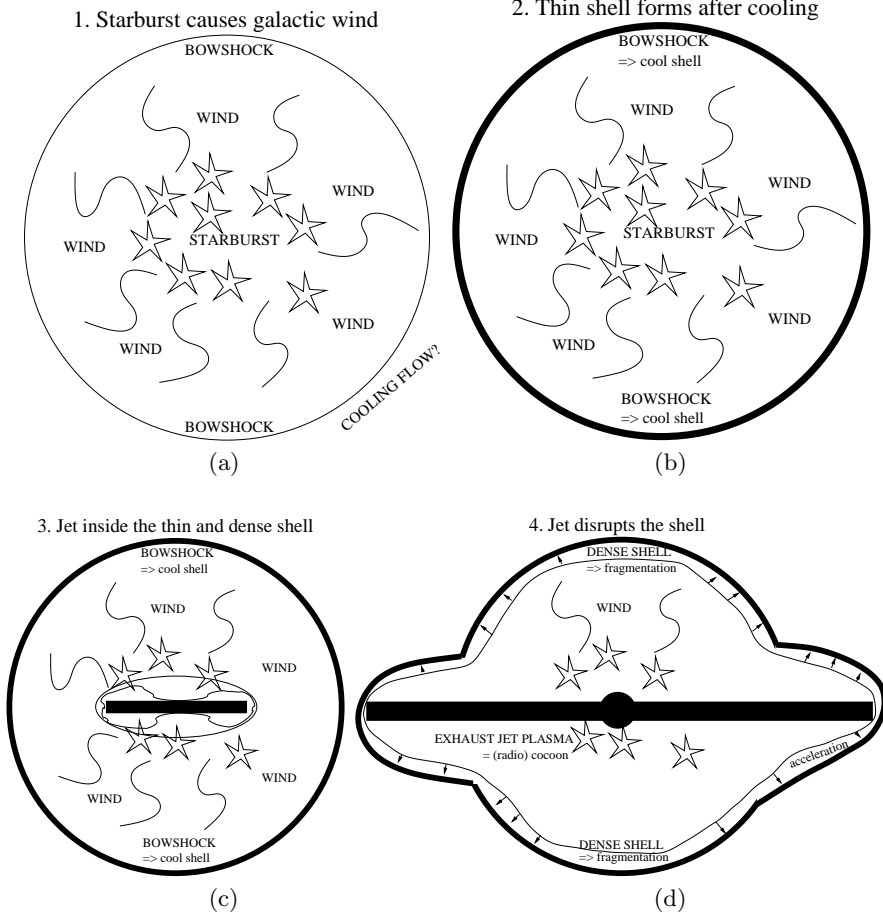 1. Starburst causes galactic wind
BOWSHOCK
WIND
WIND
WIND
STARBURST
WIND
WIND
COOLING FLOW?
BOWSHOCK
(a)
2. Thin shell forms after cooling
BOWSHOCK
=> cool shell
WIND
WIND
WIND
STARBURST
WIND
WIND
BOWSHOCK
=> cool shell
(b)
3. Jet inside the thin and dense shell
BOWSHOCK
=> cool shell
WIND
WIND
WIND
WIND
BOWSHOCK
=> cool shell
(c)
4. Jet disrupts the shell
DENSE SHELL
=> fragmentation
WIND
EXHAUST JET PLASMA
= (radio) cocoon
acceleration
DENSE SHELL
=> fragmentation
(d)